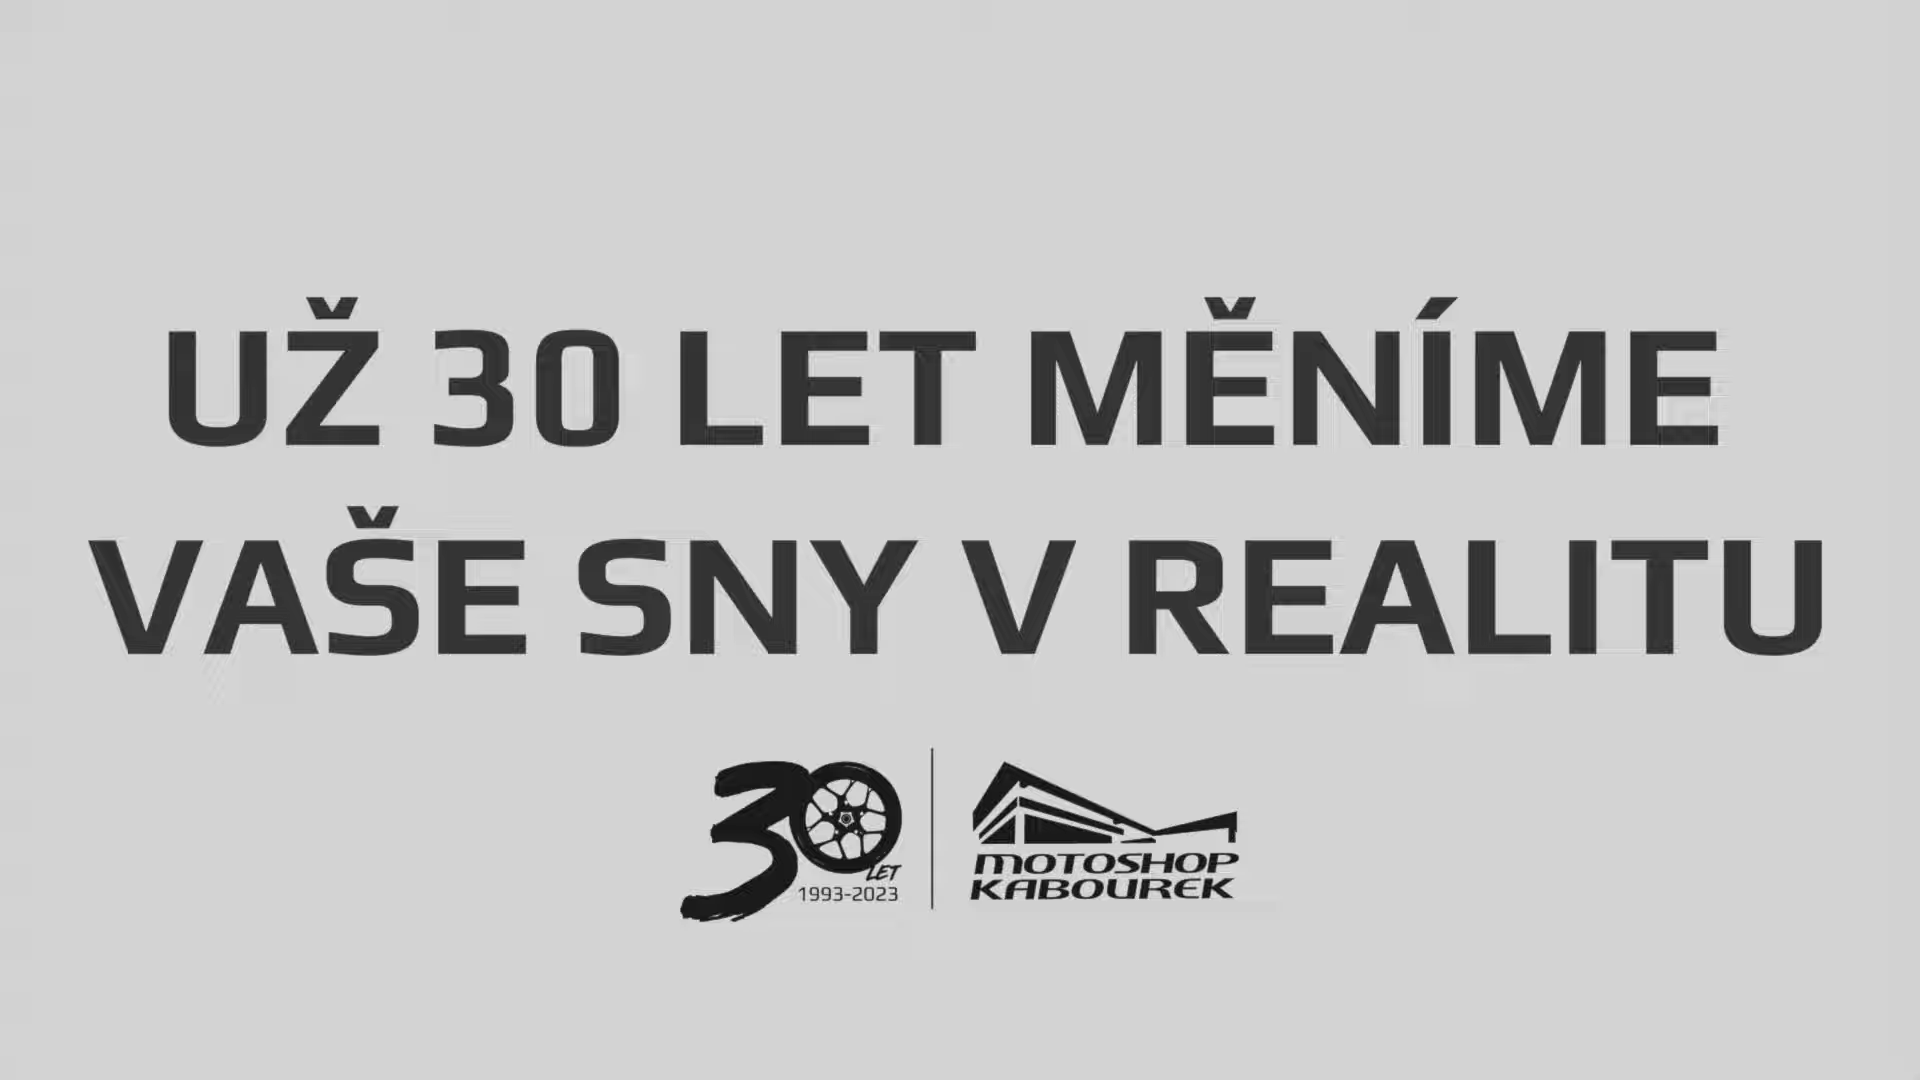 UŽ 30 LET MĚNÍME
VAŠE SNY V REALITU
30
LET
1993-2023
MOTOSHOP
KABOUREK